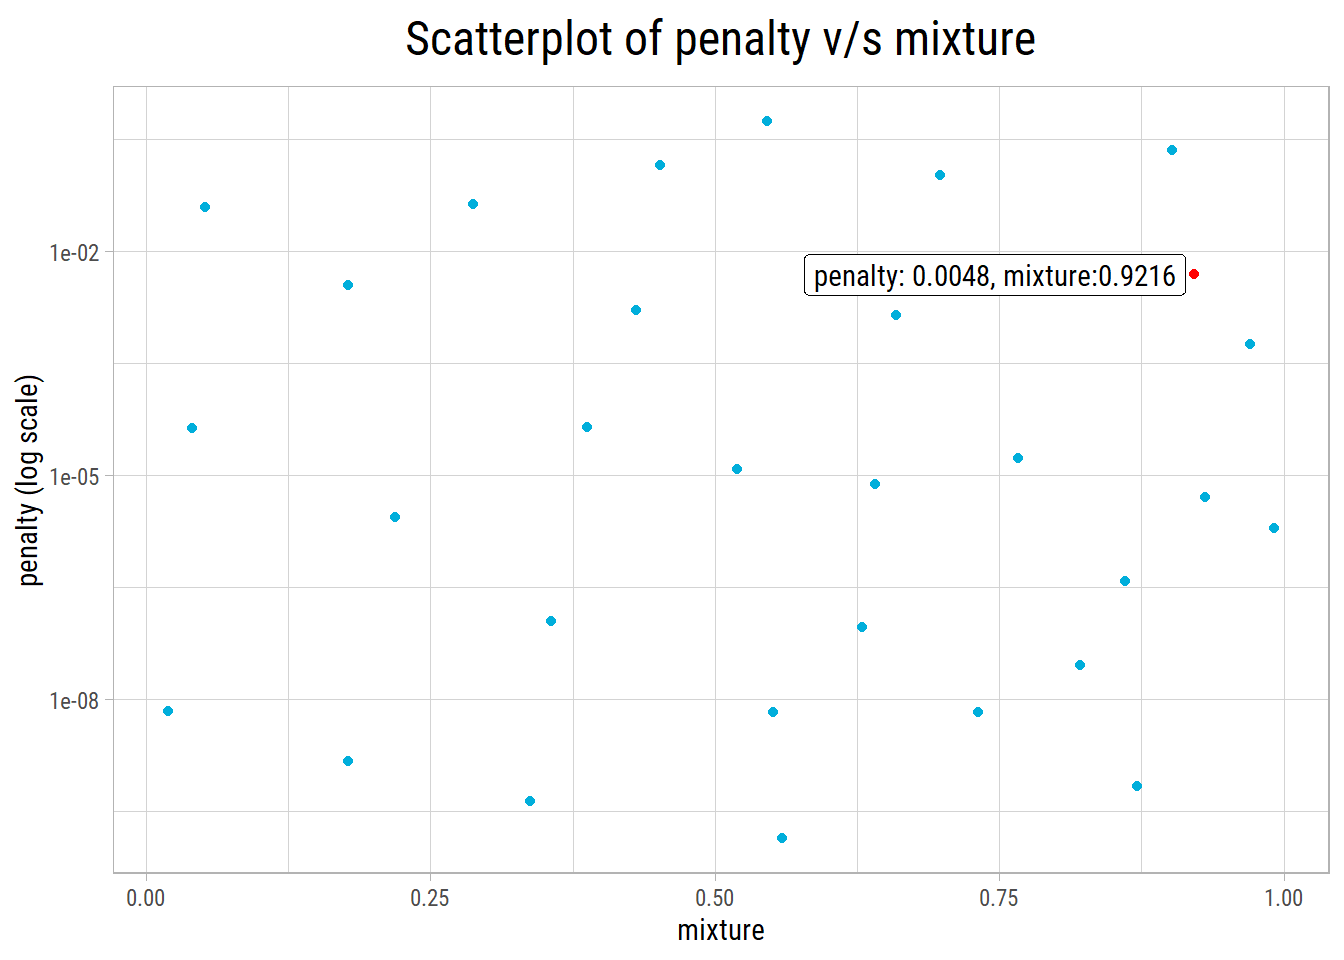 Scatterplot of penalty v/s mixture
1e-02
penalty: 0.0048, mixture:0.9216
penalty (log scale)
1e-05
1e-08
0.00 0.25 0.50 0.75 1.00
mixture